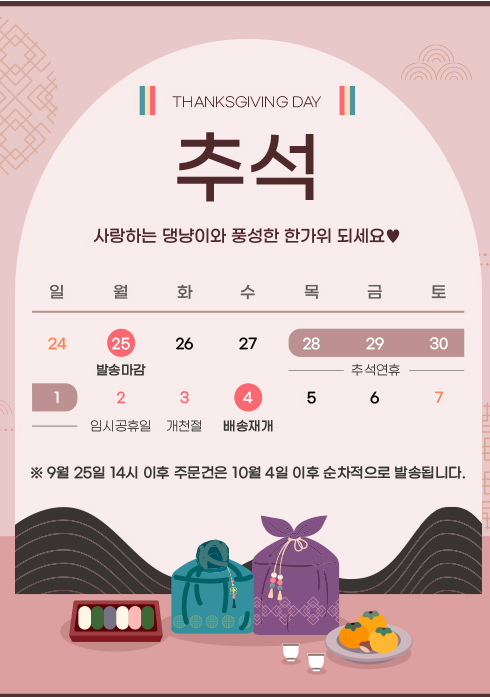 THANKSGIVING DAY
추석
사랑하는 댕냥이와 풍성한 한가위 되세요♥
일 월 화 수 목 금 토
24 25 26 27 28 29 30
발송마감 추석연휴
1 2 3 4 5 6 7
임시공휴일 개천절 배송재개
※ 9월 25일 14시 이후 주문건은 10월 4일 이후 순차적으로 발송됩니다.